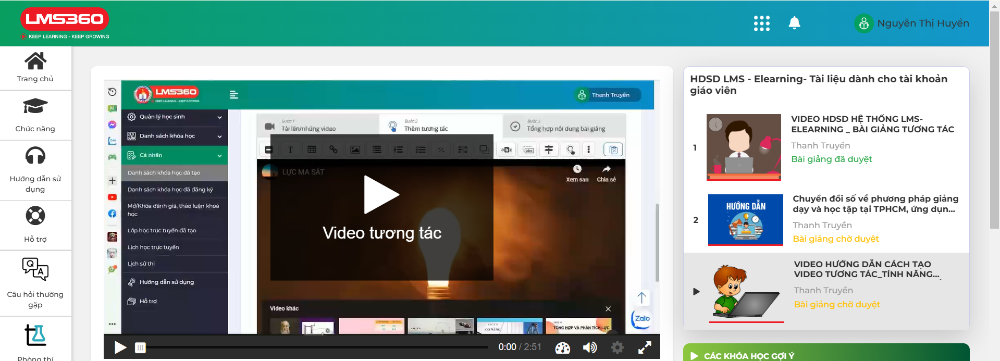 LMS360
KEEP LEARNING - KEEP GROWING
Nguyễn Thị Huyền
Trang chủ
Chức năng
Hướng dẫn sử
dụng
Hỗ trợ
Câu hỏi thường
gặp
Phòng thí
LMS360
KEEP LEARNING - KEEP GROWING
Thanh Truyền
Quản lý học sinh
Danh sách khóa học
Cá nhân
Danh sách khóa học đã tạo
Danh sách khóa học đã đăng ký
Mở/Khóa đánh giá, thảo luận khoá
học
Lớp học trực tuyến đã tạo
Lịch học trực tuyến
Lịch sử thi
Hướng dẫn sử dụng
Hỗ trợ
Bước 1
Tải lên/nhúng video
Bước 2
Thêm tương tác
Bước 3
Tổng hợp nội dung bài giảng
LỰC MA SÁT
Xem sau
Chia sẻ
Video tương tác
Video khác
CƠ NĂNG
TỔNG HỢP VÀ PHÂN TÍCH LỰC
Zalo
0:00 / 2:51
HDSD LMS - Elearning- Tài liệu dành cho tài khoản
giáo viên
1
VIDEO HDSD HỆ THỐNG LMS-
ELEARNING _ BÀI GIẢNG TƯƠNG TÁC
Thanh Truyền
Bài giảng đã duyệt
2
HƯỚNG DẪN
Chuyển đổi số về phương pháp giảng
dạy và học tập tại TPHCM, ứng dụn...
Thanh Truyền
Bài giảng chờ duyệt
VIDEO HƯỚNG DẪN CÁCH TẠO
VIDEO TƯƠNG TÁC_TÍNH NĂNG...
Thanh Truyền
Bài giảng chờ duyệt
CÁC KHÓA HỌC GỢI Ý